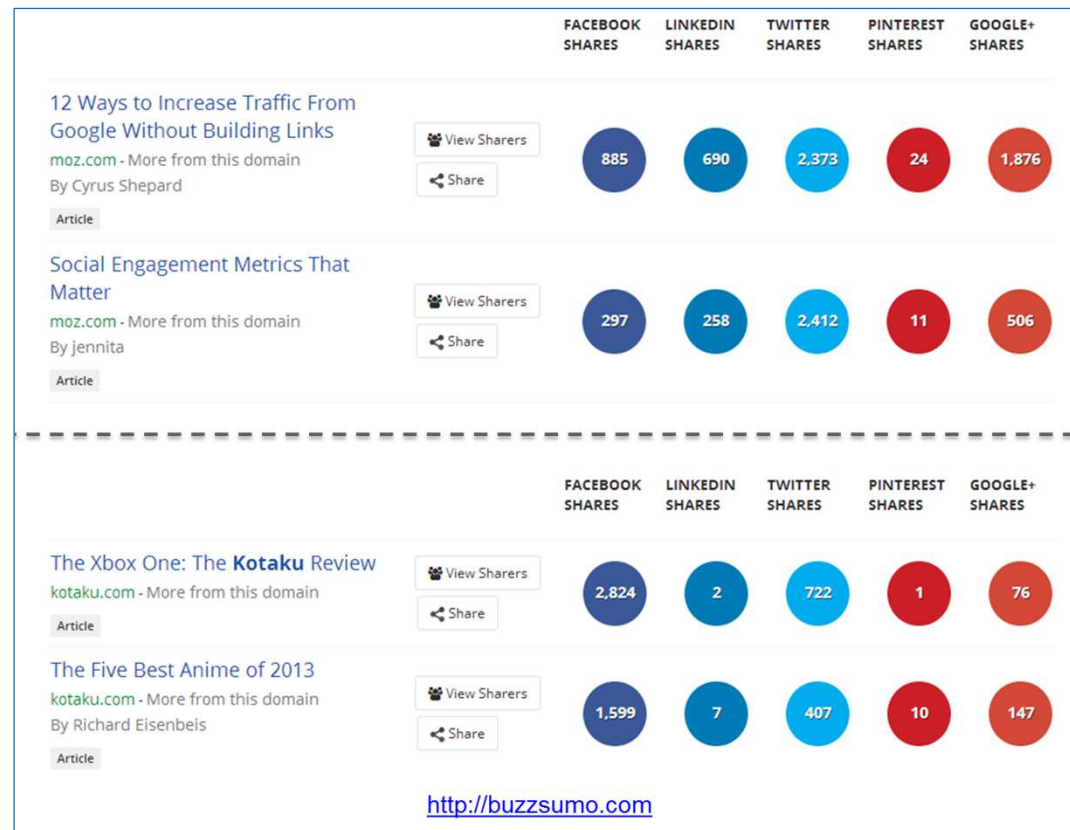 FACEBOOK SHARES LINKEDIN SHARES TWITTER SHARES PINTEREST SHARES GOOGLE+ SHARES
12 Ways to Increase Traffic From
Google Without Building Links
moz.com - More from this domain
By Cyrus Shepard
Article
View Sharers
Share
885 690 2,373 24 1,876
Social Engagement Metrics That
Matter
moz.com - More from this domain
By jennita
Article
View Sharers
Share
297 258 2,412 11 506
FACEBOOK SHARES LINKEDIN SHARES TWITTER SHARES PINTEREST SHARES GOOGLE+ SHARES
The Xbox One: The Kotaku Review
kotaku.com - More from this domain
Article
View Sharers
Share
2,824 2 722 1 76
The Five Best Anime of 2013
kotaku.com - More from this domain
By Richard Eisenbeis
Article
View Sharers
Share
1,599 7 407 10 147
http://buzzsumo.com